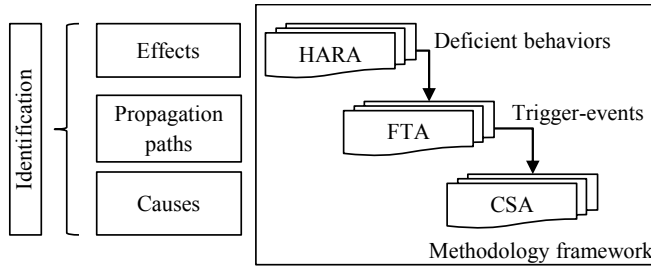 Identification
Effects
Propagation
paths
Causes
HARA
Deficient behaviors
FTA
Trigger-events
CSA
Methodology framework